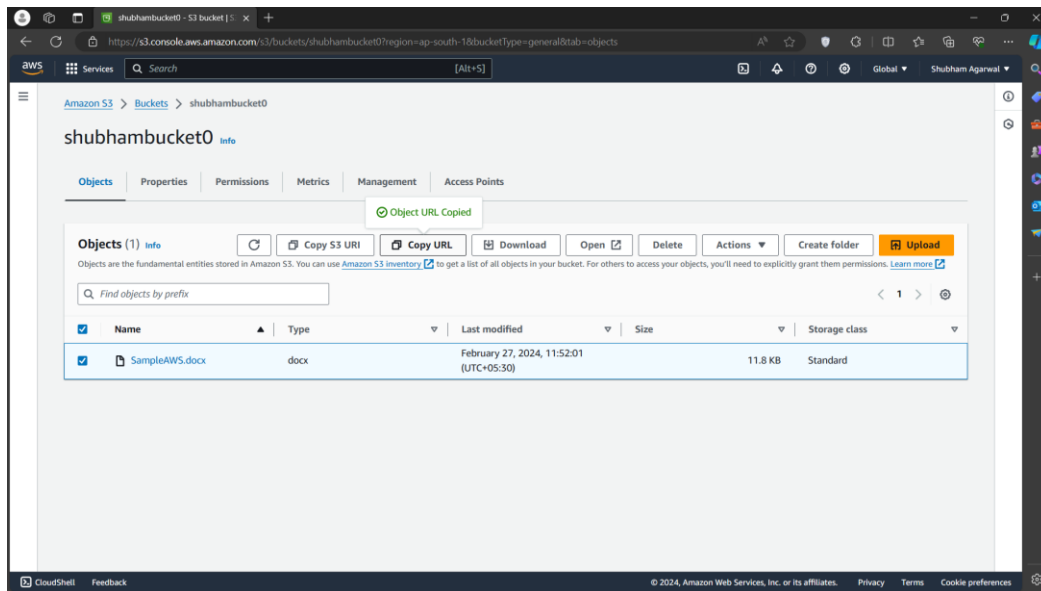 shubhambucket0 - S3 bucket | S
https://s3.console.aws.amazon.com/s3/buckets/shubhambucket0?region=ap-south-1&bucketType=general&tab=objects
aws Services Search [Alt+S] Global ▼ Shubham Agarwal ▼
Amazon S3 > Buckets > shubhambucket0
shubhambucket0 Info
Objects Properties Permissions Metrics Management Access Points
Object URL Copied
Objects (1) Info Copy S3 URI Copy URL Download Open Delete Actions ▼ Create folder Upload
Objects are the fundamental entities stored in Amazon S3. You can use Amazon S3 inventory to get a list of all objects in your bucket. For others to access your objects, you'll need to explicitly grant them permissions. Learn more
Find objects by prefix < 1 >
Name Type Last modified Size Storage class
SampleAWS.docx docx February 27, 2024, 11:52:01 11.8 KB Standard
(UTC+05:30)
CloudShell Feedback © 2024, Amazon Web Services, Inc. or its affiliates. Privacy Terms Cookie preferences